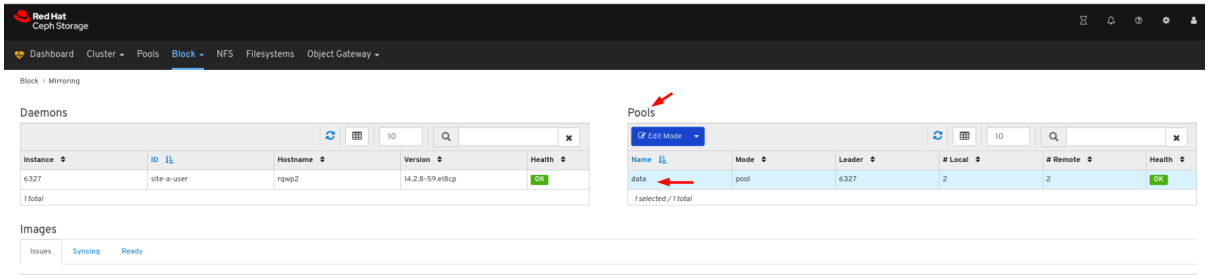 Red Hat
Ceph Storage
Dashboard Cluster Pools Block NFS Filesystems Object Gateway
Block > Mirroring
Daemons
10
Instance ID Hostname Version Health
6327 site-a-user rgwp2 14.2.8-59.el8cp OK
1 total
Pools
Edit Mode 10
Name Mode Leader # Local # Remote Health
data pool 6327 2 2 OK
1 selected / 1 total
Images
Issues Syncing Ready